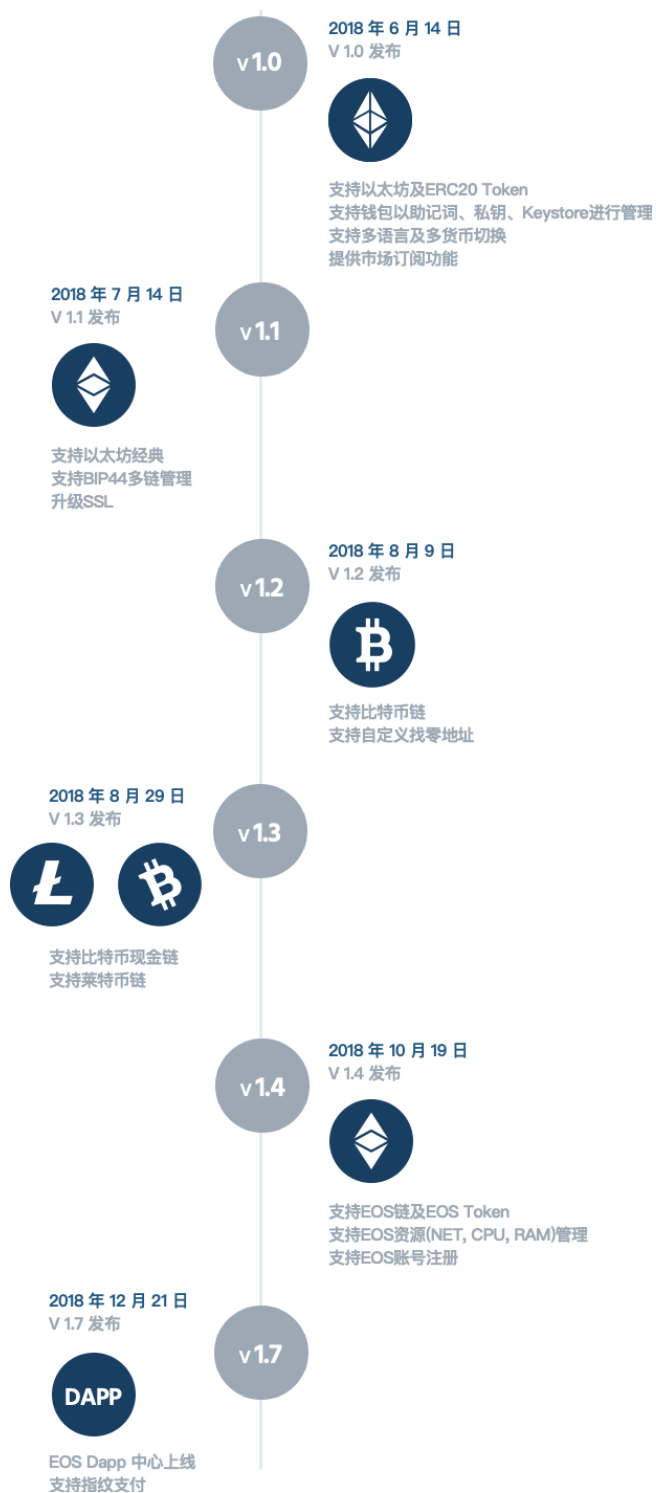 V 1.0
2018 年 6 月 14 日
V 1.0 发布
支持以太坊及ERC20 Token
支持钱包以助记词、私钥、Keystore进行管理
支持多语言及多货币切换
提供市场订阅功能
2018 年 7 月 14 日
V 1.1 发布
V 1.1
支持以太坊经典
支持BIP44多链管理
升级SSL
V 1.2
2018 年 8 月 9 日
V 1.2 发布
支持比特币链
支持自定义找零地址
2018 年 8 月 29 日
V 1.3 发布
V 1.3
支持比特币现金链
支持莱特币链
V 1.4
2018 年 10 月 19 日
V 1.4 发布
支持EOS链及EOS Token
支持EOS资源(NET, CPU, RAM)管理
支持EOS账号注册
2018 年 12 月 21 日
V 1.7 发布
V 1.7
DAPP
EOS Dapp 中心上线
支持指纹支付